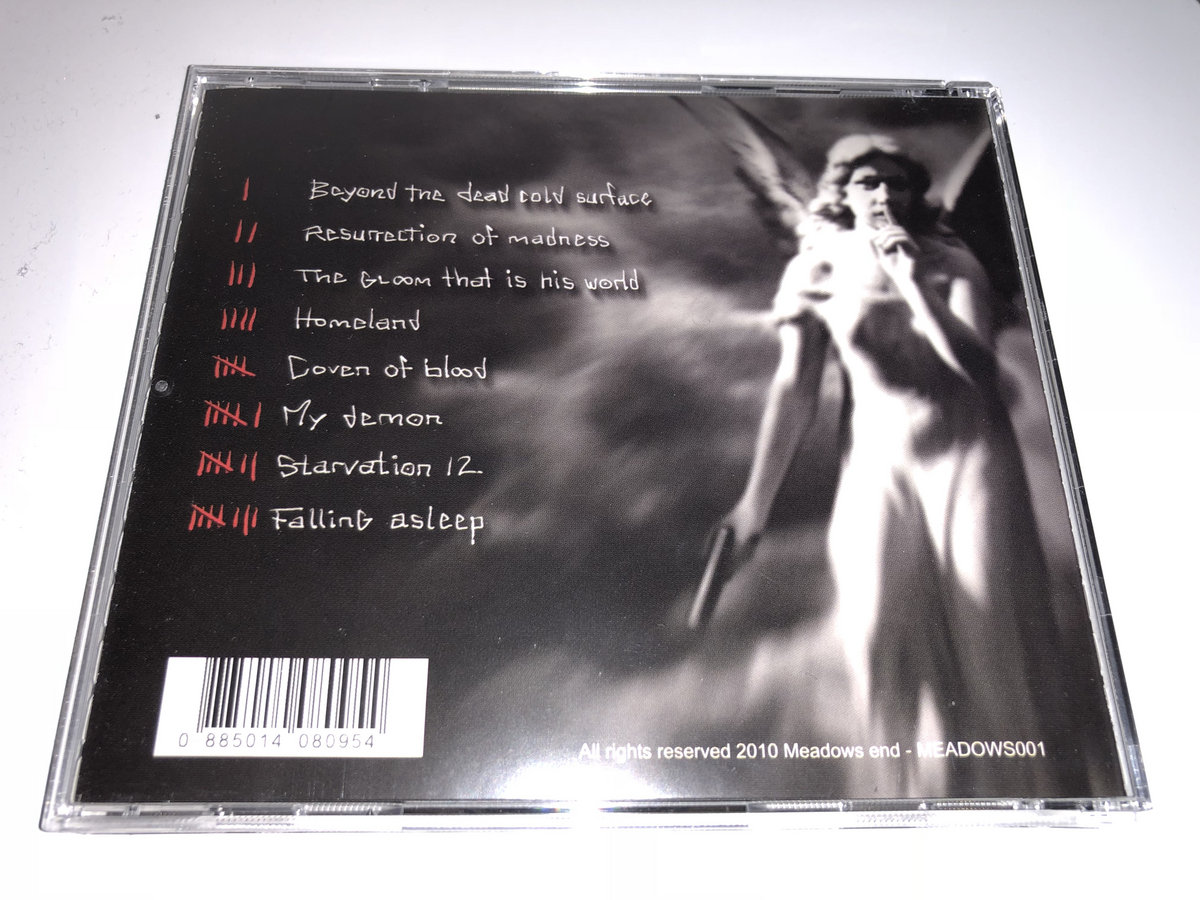 I Beyond the dead cold surface
II Resurrection of madness
III The Gloom that is his world
IIII Homeland
Coven of blood
My demon
Starvation 12.
Falling asleep
0 885014 080954
All rights reserved 2010 Meadows end - MEADOWS001